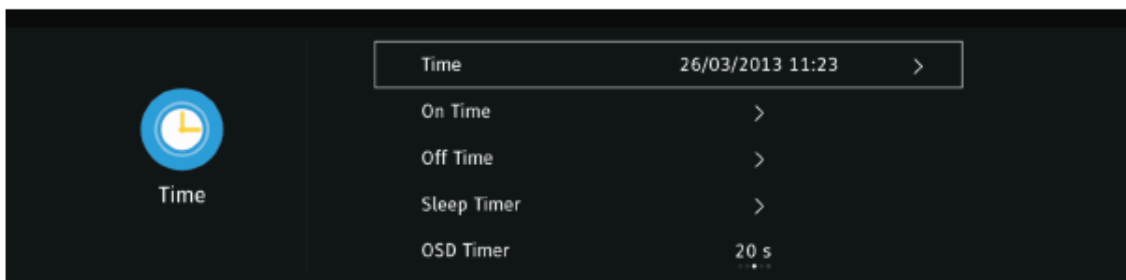 Time
Time 26/03/2013 11:23 >
On Time >
Off Time >
Sleep Timer >
OSD Timer 20 s